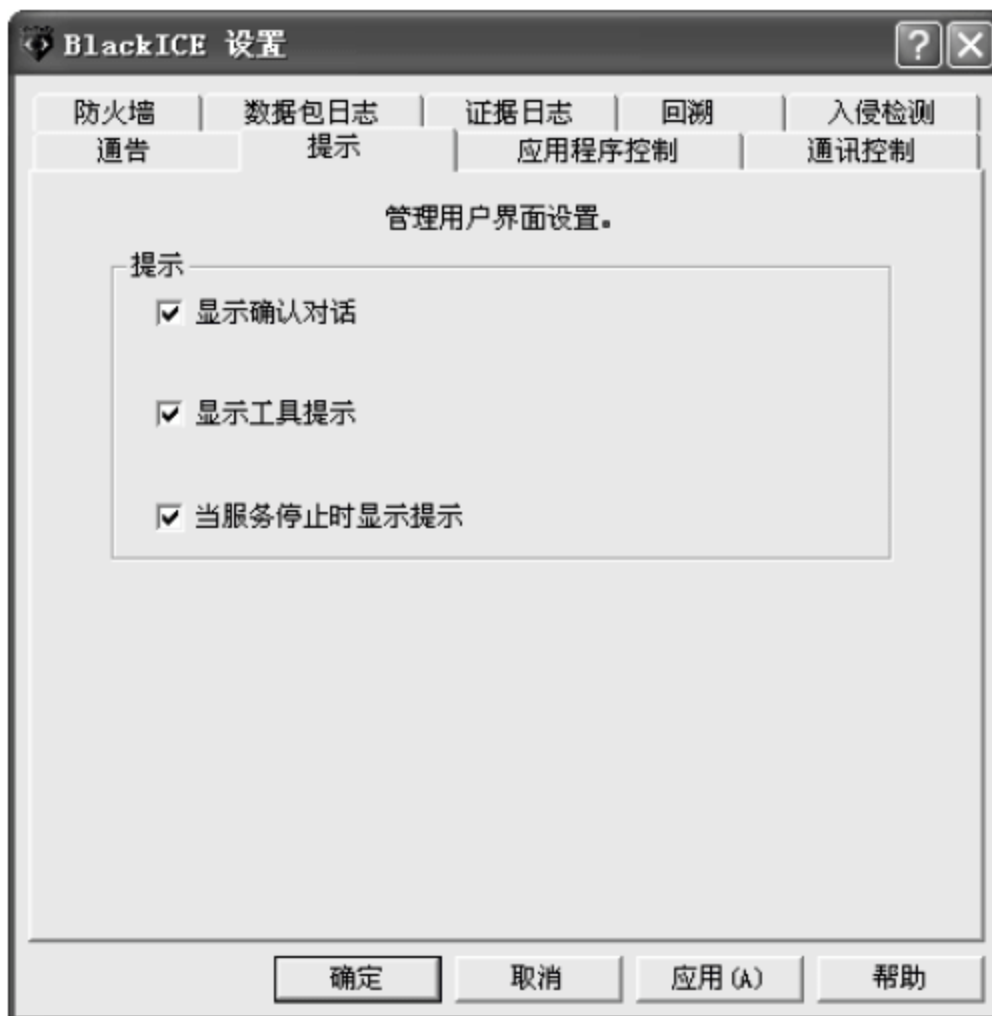 BlackICE 设置
防火墙 数据包日志 证据日志 回溯 入侵检测
通告 提示 应用程序控制 通讯控制
管理用户界面设置。
提示
显示确认对话
显示工具提示
当服务停止时显示提示
确定 取消 应用(A) 帮助